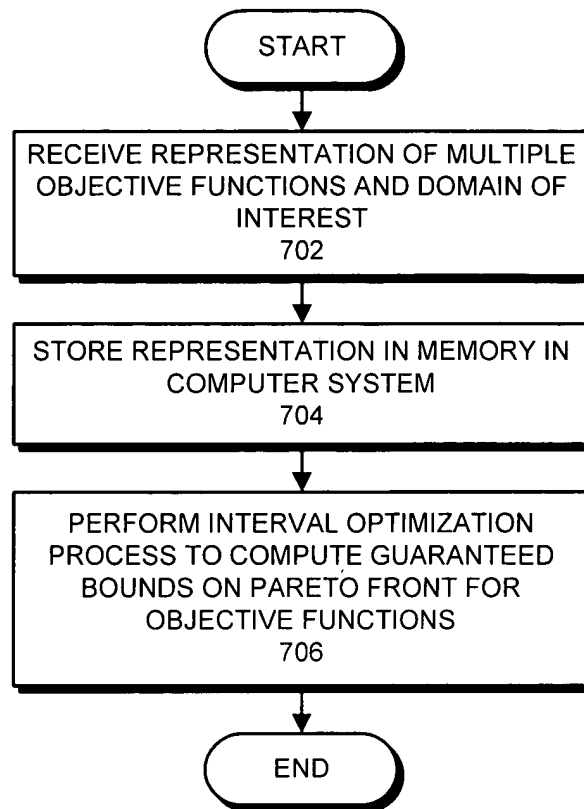 START
RECEIVE REPRESENTATION OF MULTIPLE
OBJECTIVE FUNCTIONS AND DOMAIN OF
INTEREST
702
STORE REPRESENTATION IN MEMORY IN
COMPUTER SYSTEM
704
PERFORM INTERVAL OPTIMIZATION
PROCESS TO COMPUTE GUARANTEED
BOUNDS ON PARETO FRONT FOR
OBJECTIVE FUNCTIONS
706
END